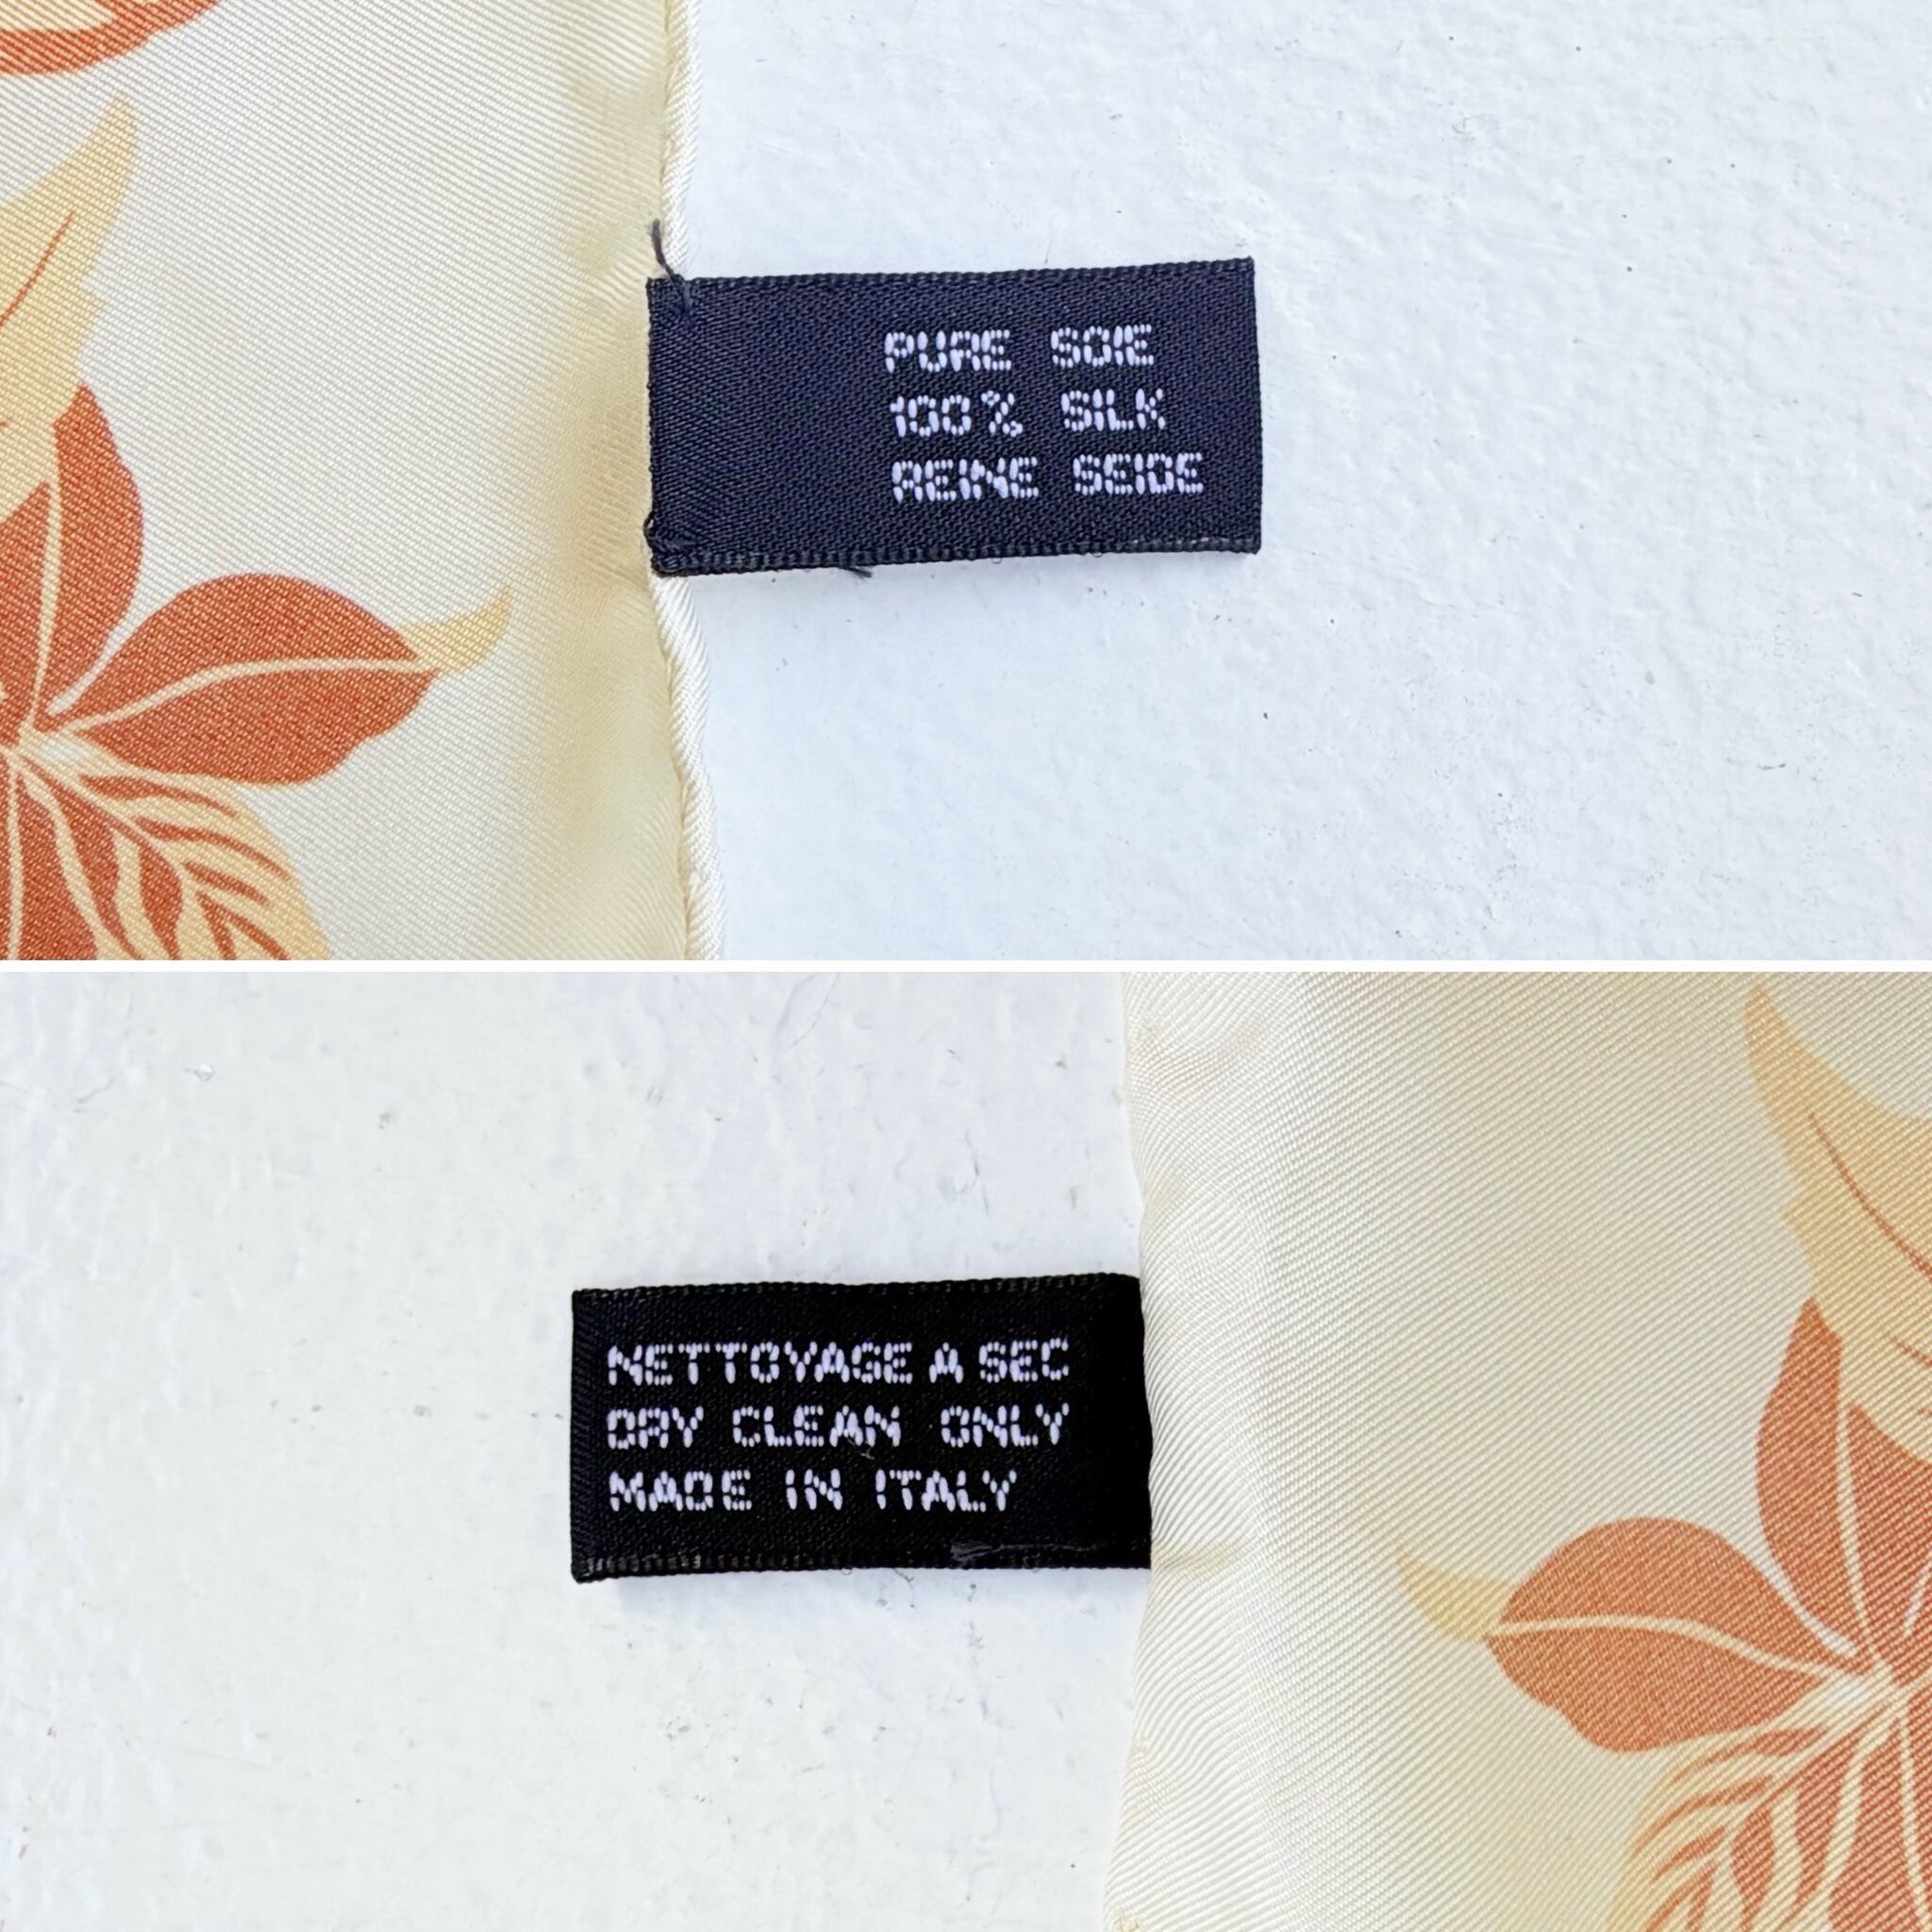 PURE SOIE
100% SILK
REINE SEIDE
NETTOYAGE A SEC
DRY CLEAN ONLY
MADE IN ITALY